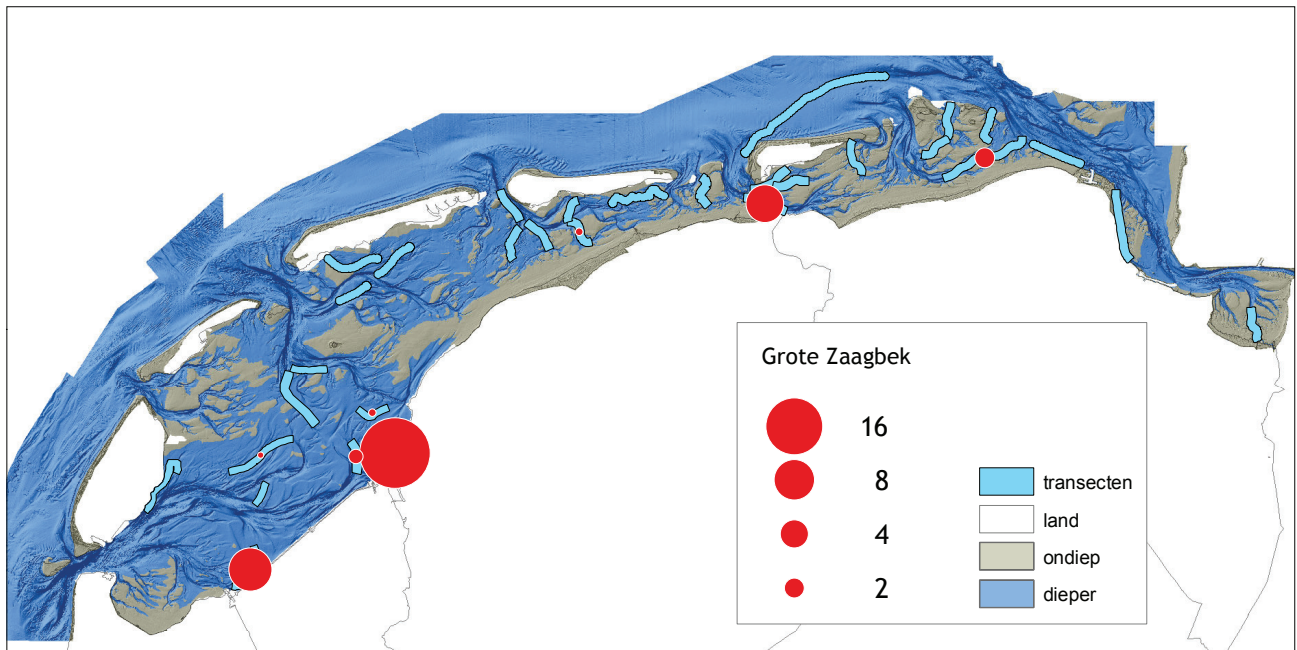 Grote Zaagbek
16
8
4
2
transecten
land
ondiep
dieper